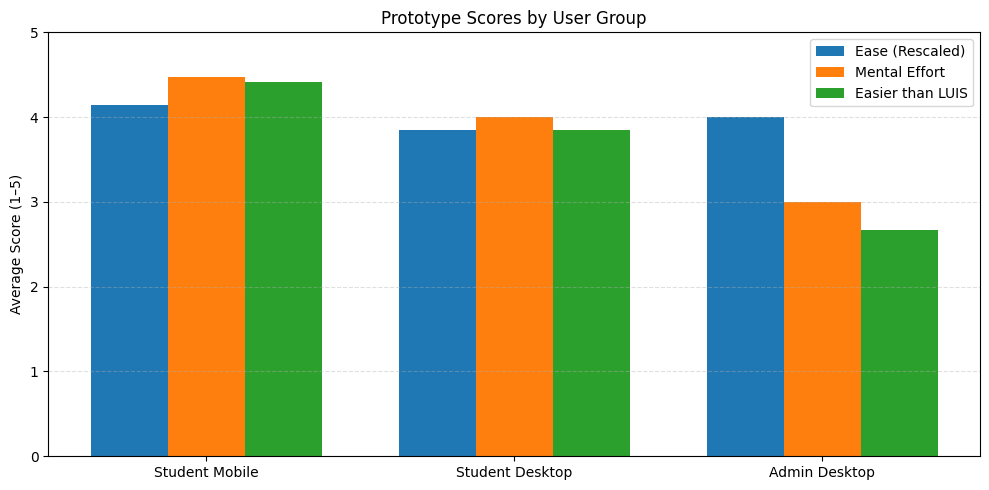 Prototype Scores by User Group
Ease (Rescaled)
Mental Effort
Easier than LUIS
Average Score (1–5)
5
4
3
2
1
0
Student Mobile
Student Desktop
Admin Desktop